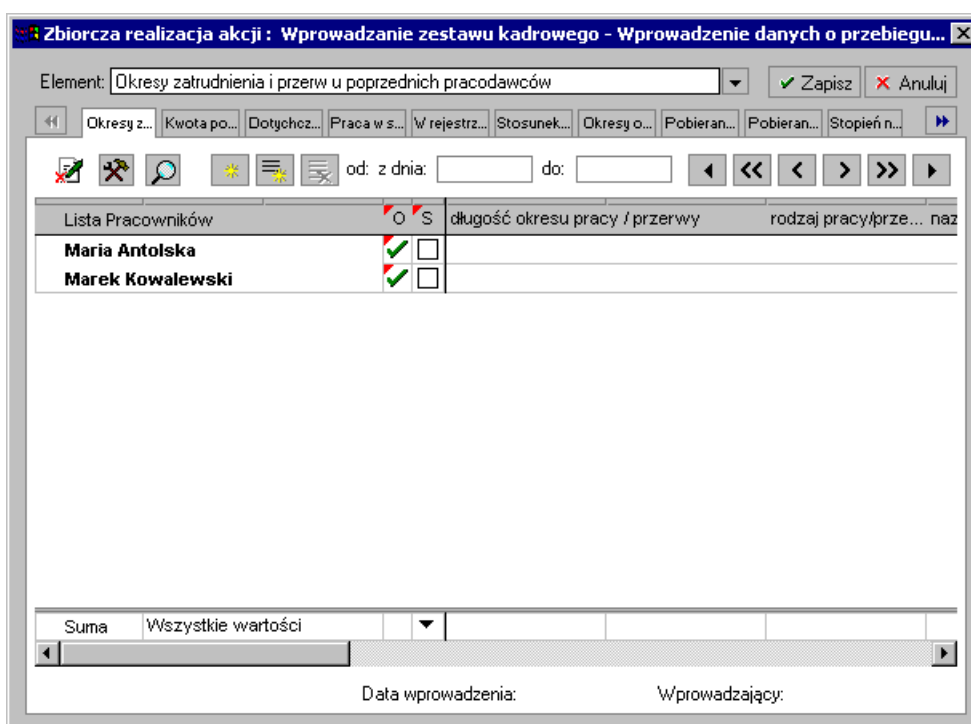 Zbiorcza realizacja akcji : Wprowadzanie zestawu kadrowego - Wprowadzenie danych o przebiegu...
Element: Okresy zatrudnienia i przerw u poprzednich pracodawców Zapisz Anuluj
Okresy z... Kwota po... Dotychcz... Praca w s... W rejestrz... Stosunek... Okresy o... Pobieran... Pobieran... Stopień n...
od: z dnia: do:
Lista Pracowników O S długość okresu pracy / przerwy rodzaj pracy/prze... naz
Maria Antolska
Marek Kowalewski
Suma Wszystkie wartości
Data wprowadzenia: Wprowadzający: